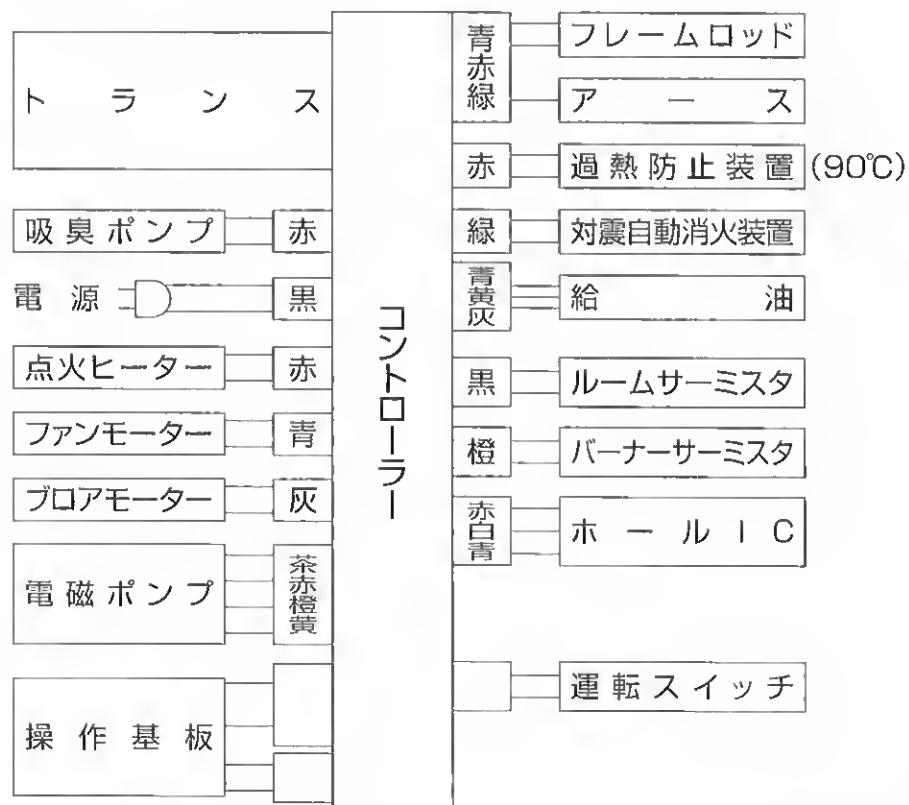 トランス
吸臭ポンプ
赤
電源
黒
点火ヒーター
赤
ファンモーター
青
ブロアモーター
灰
電磁ポンプ
茶赤橙黄
操作基板
コントローラー
青赤緑
フレームロッド
アース
赤
過熱防止装置(90℃)
緑
対震自動消火装置
青黄灰
給油
黒
ルームサーミスタ
橙
バーナーサーミスタ
赤白青
ホールIC
運転スイッチ